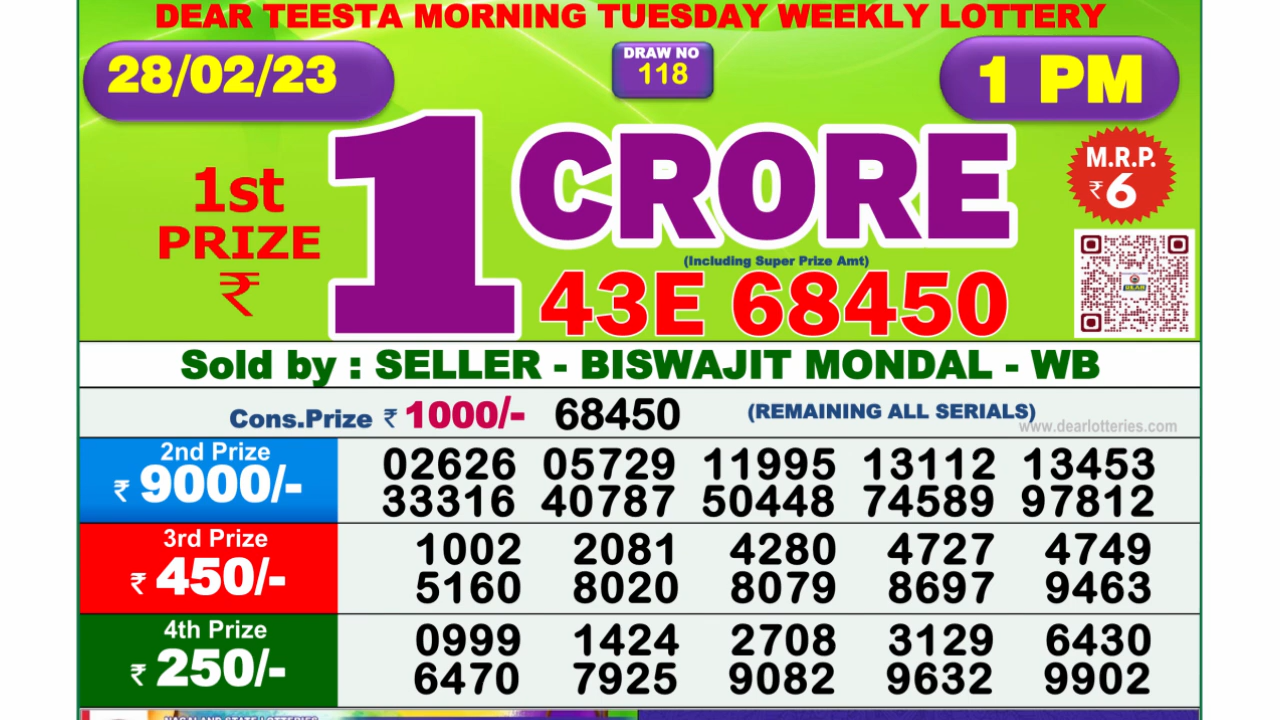 DEAR TEESTA MORNING TUESDAY WEEKLY LOTTERY
28/02/23
DRAW NO
118
1 PM
1st
PRIZE
₹
1 CRORE
(Including Super Prize Amt)
43E 68450
M.R.P.
₹6
Sold by : SELLER - BISWAJIT MONDAL - WB
Cons.Prize ₹ 1000/- 68450 (REMAINING ALL SERIALS)
www.dearlotteries.com
2nd Prize
₹ 9000/-
02626 05729 11995 13112 13453
33316 40787 50448 74589 97812
3rd Prize
₹ 450/-
1002 2081 4280 4727 4749
5160 8020 8079 8697 9463
4th Prize
₹ 250/-
0999 1424 2708 3129 6430
6470 7925 9082 9632 9902
NAGALAND STATE LOTTERIES